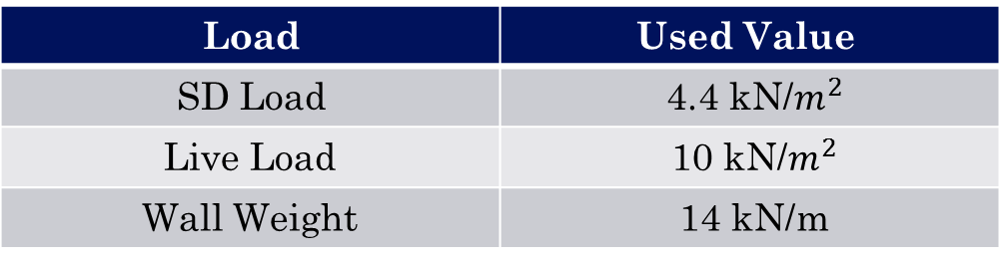 Load Used Value
SD Load 4.4 kN/m²
Live Load 10 kN/m²
Wall Weight 14 kN/m